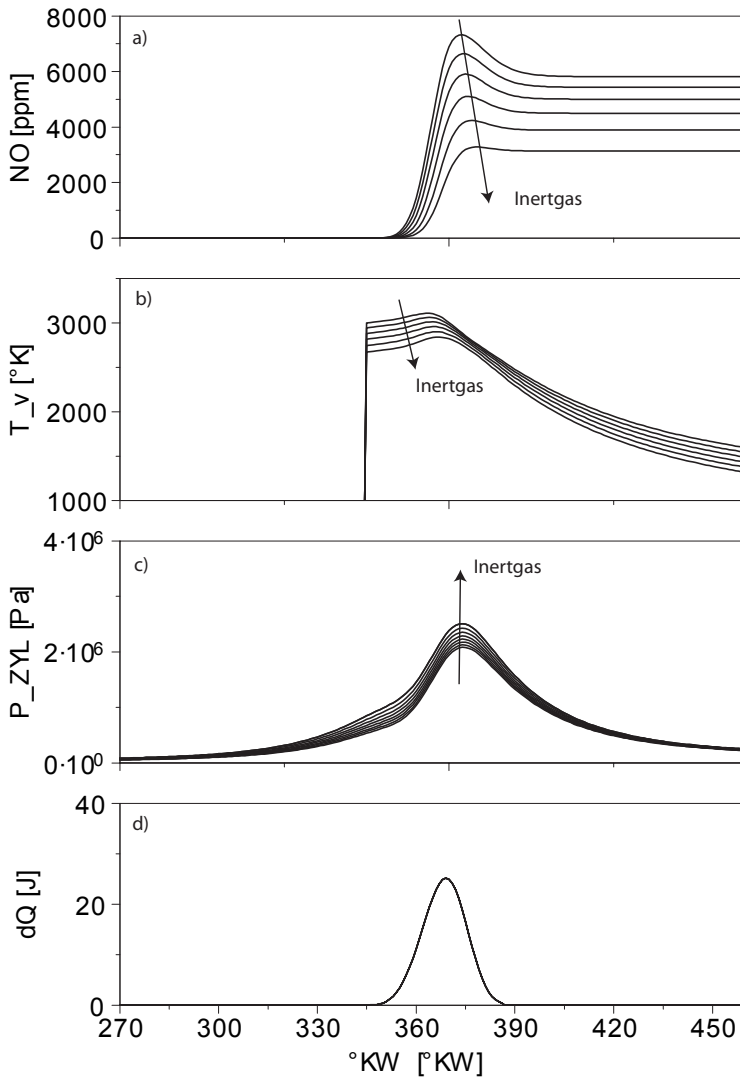 a)
NO [ppm]
8000
6000
4000
2000
0
Inertgas
b)
T_v [°K]
3000
2000
1000
Inertgas
c)
P_ZYL [Pa]
4·10⁶
2·10⁶
0·10⁰
Inertgas
d)
dQ [J]
40
20
0
270 300 330 360 390 420 450
°KW [°KW]